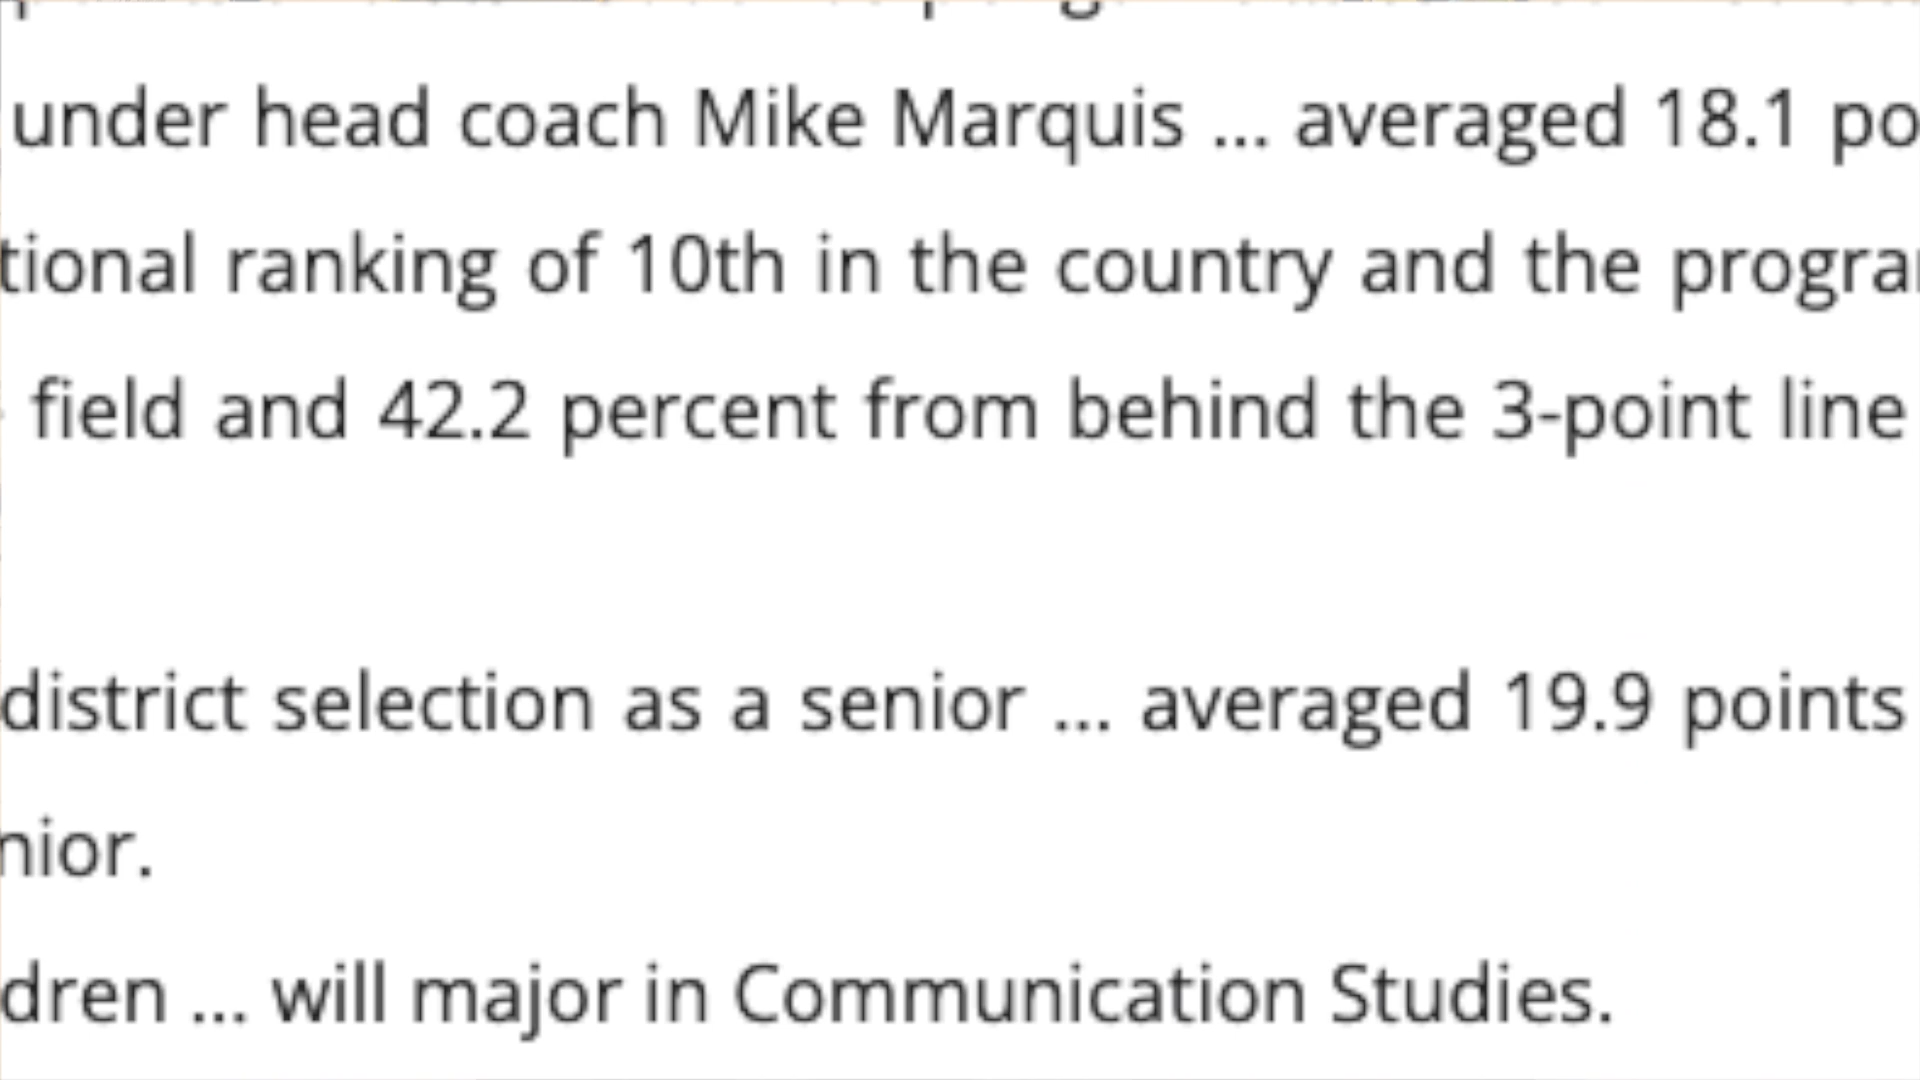 under head coach Mike Marquis ... averaged 18.1 po
tional ranking of 10th in the country and the progra
field and 42.2 percent from behind the 3-point line
district selection as a senior ... averaged 19.9 points
nior.
dren ... will major in Communication Studies.